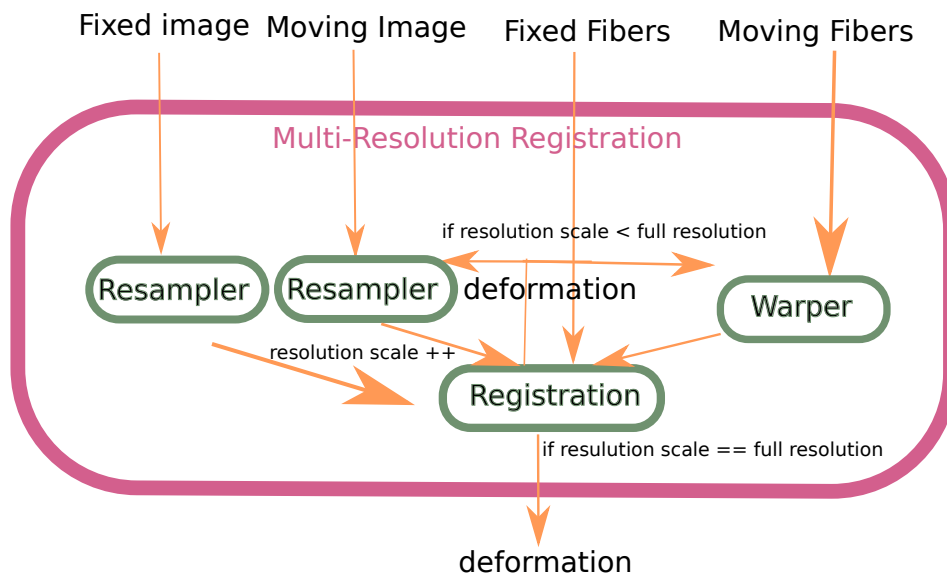 Fixed image
Moving Image
Fixed Fibers
Moving Fibers
Multi-Resolution Registration
if resolution scale < full resolution
Resampler
Resampler
deformation
Warper
resolution scale ++
Registration
if resulution scale == full resolution
deformation